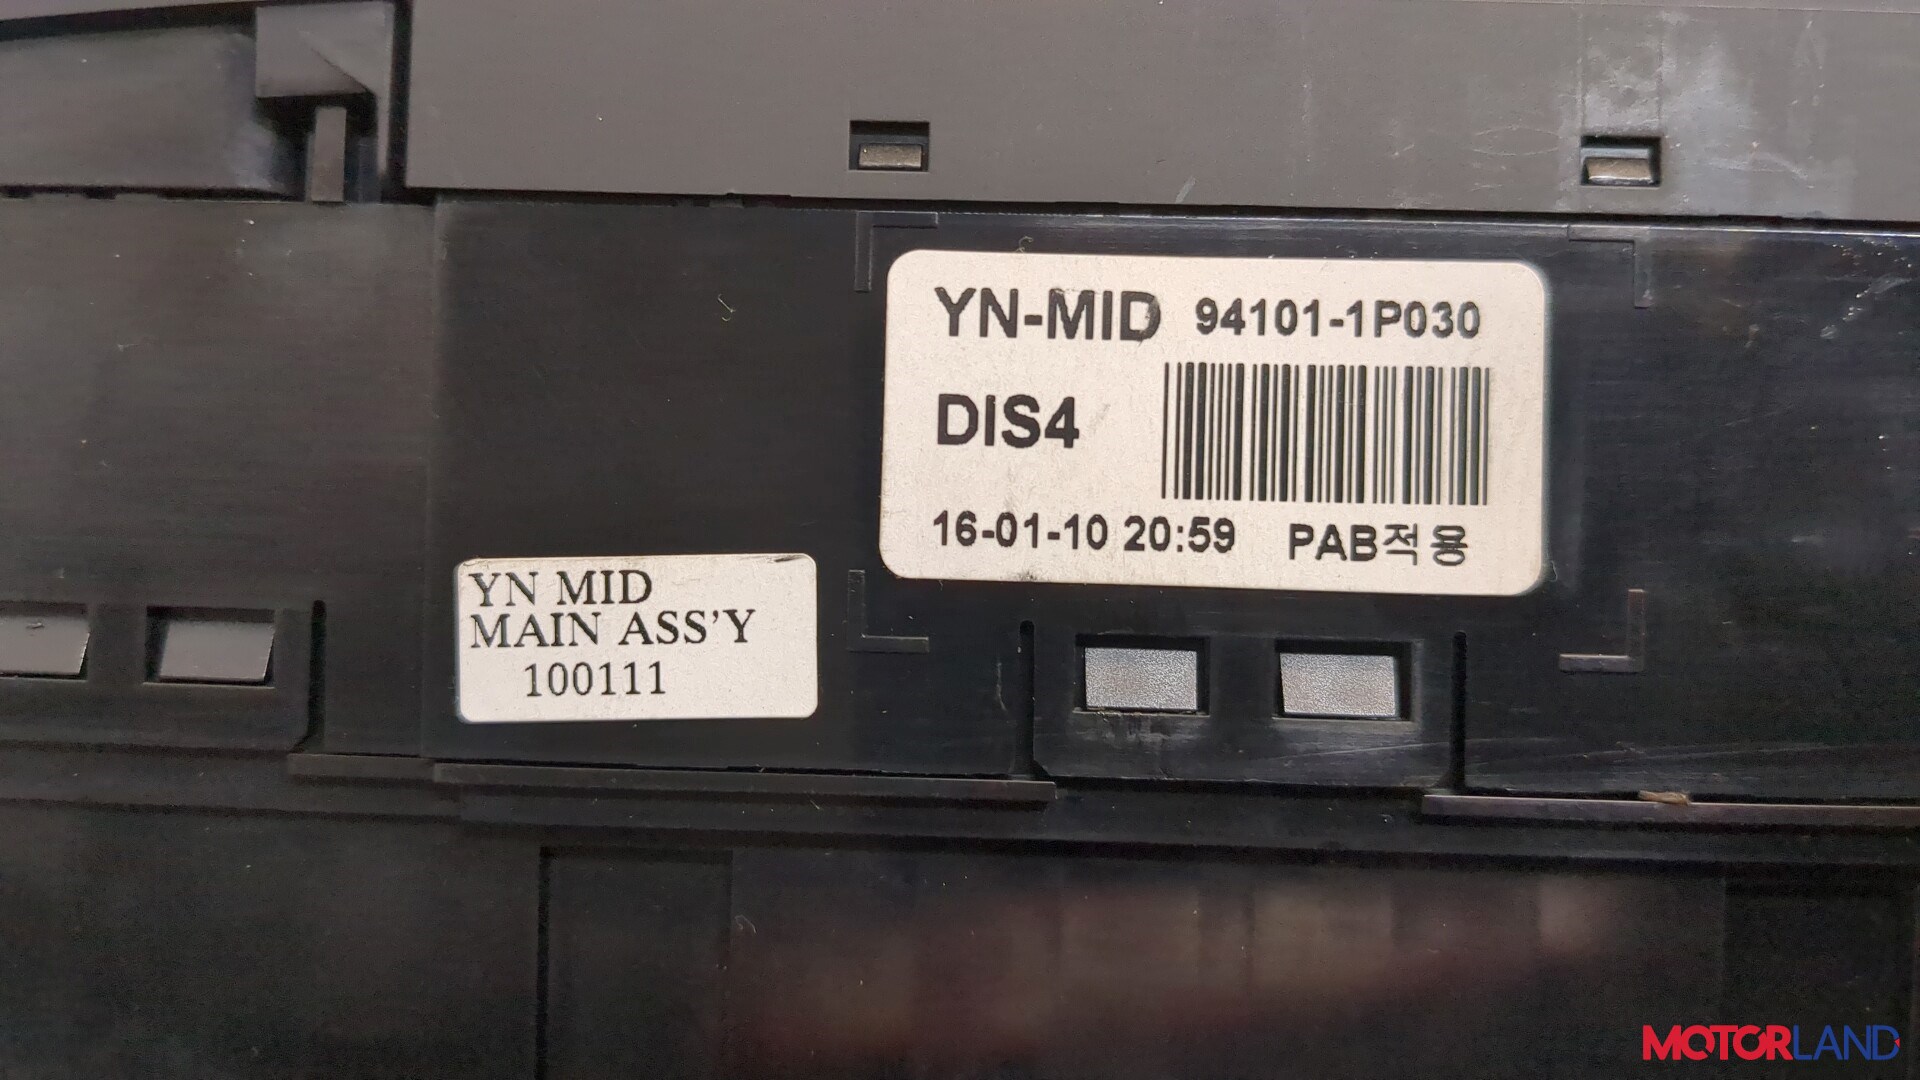 YN-MID 94101-1P030
DIS4
16-01-10 20:59 PAB적용
YN MID
MAIN ASS'Y
100111
MOTORLAND